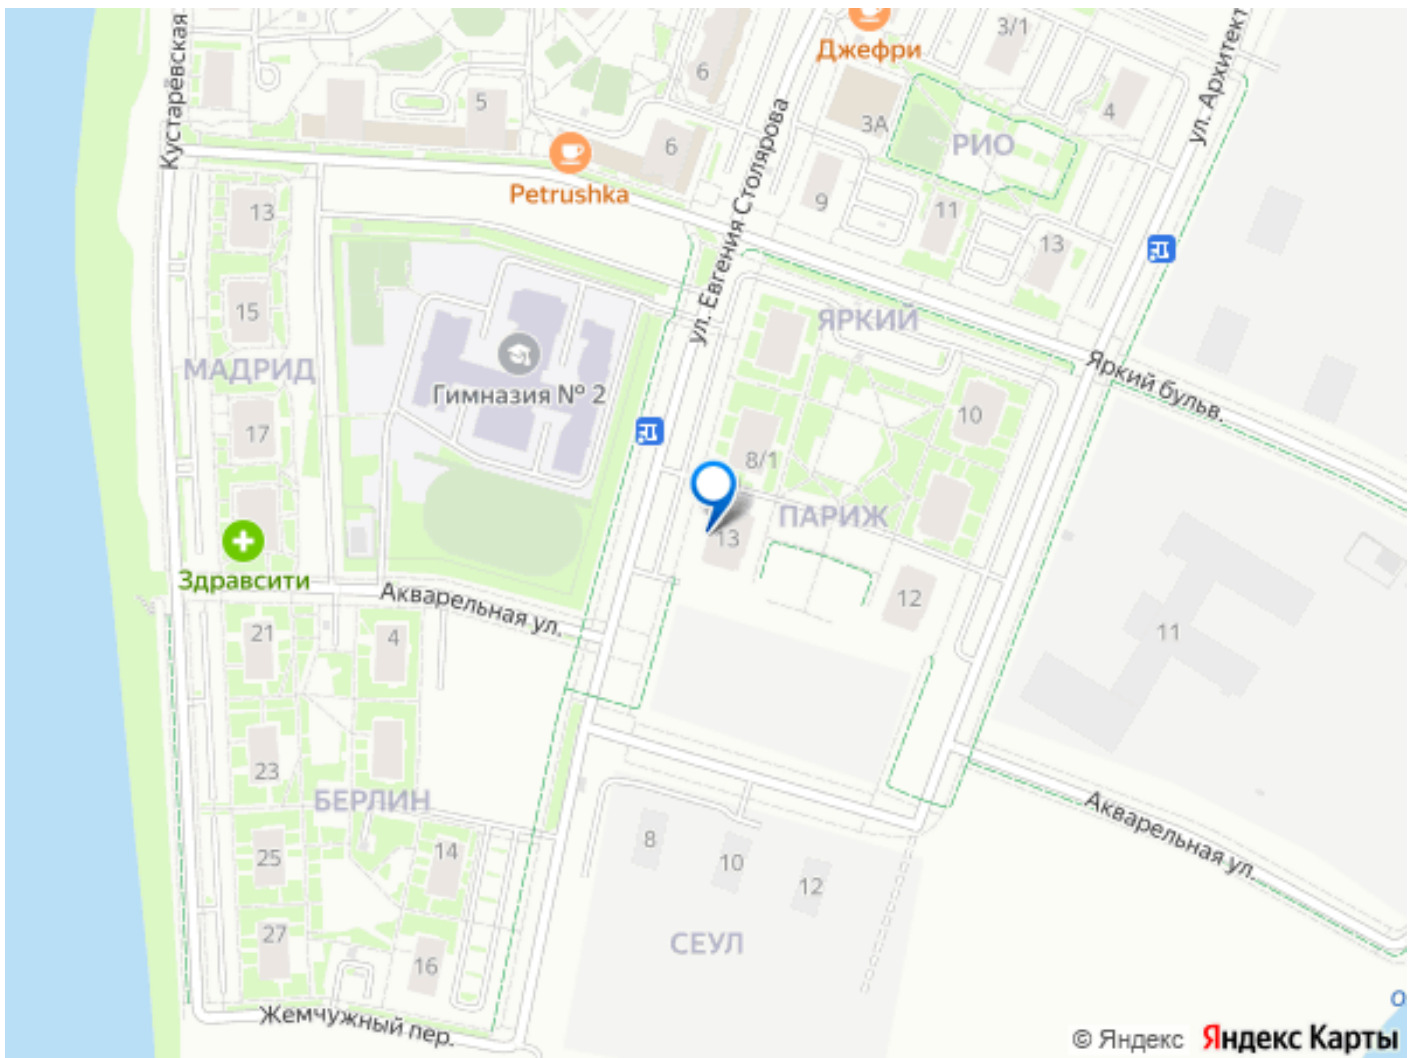 Кустарёвская
Джефри
3/1
ул. Архитект
6
5
4
3А
РИО
6
Petrushka
ул. Евгения Столярова
9
11
13
13
15
ЯРКИЙ
МАДРИД
Гимназия № 2
Яркий бульв.
10
17
8/1
ПАРИЖ
13
Здравсити
Акварельная ул.
12
11
21
4
23
БЕРЛИН
8
10
12
Акварельная ул.
14
25
27
СЕУЛ
16
Жемчужный пер.
О
© Яндекс Яндекс Карты